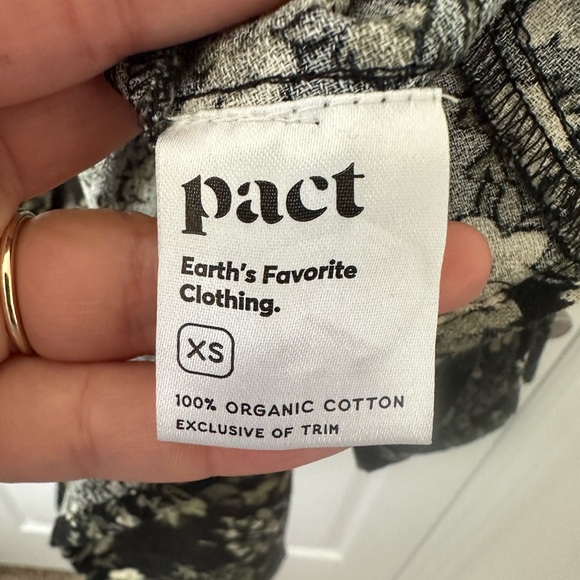 pact
Earth's Favorite
Clothing.
XS
100% ORGANIC COTTON
EXCLUSIVE OF TRIM